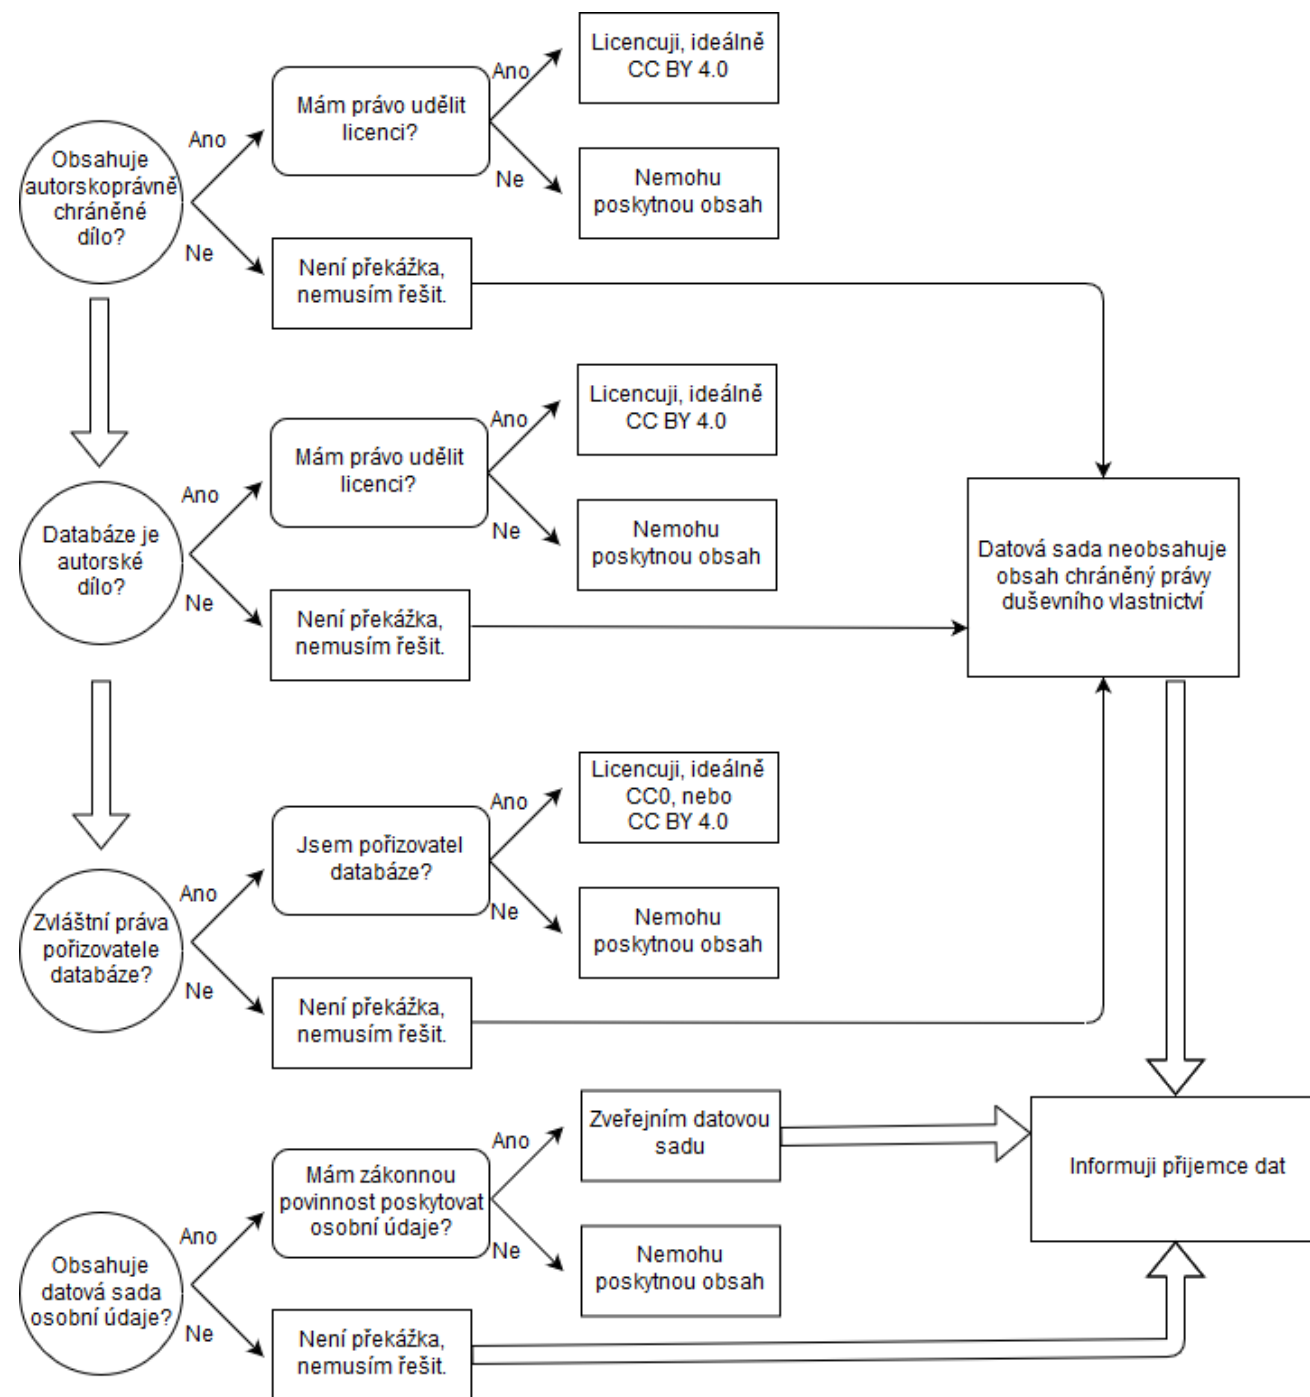 Obsahuje
autorskoprávně
chráněné
dílo?
Ano
Ne
Mám právo udělit
licenci?
Ano
Ne
Licencuji, ideálně
CC BY 4.0
Nemohu
poskytnou obsah
Není překážka,
nemusím řešit.
Databáze je
autorské
dílo?
Ano
Ne
Mám právo udělit
licenci?
Ano
Ne
Licencuji, ideálně
CC BY 4.0
Nemohu
poskytnou obsah
Není překážka,
nemusím řešit.
Datová sada neobsahuje
obsah chráněný právy
duševního vlastnictví
Zvláštní práva
pořizovatele
databáze?
Ano
Ne
Jsem pořizovatel
databáze?
Ano
Ne
Licencuji, ideálně
CC0, nebo
CC BY 4.0
Nemohu
poskytnou obsah
Není překážka,
nemusím řešit.
Obsahuje
datová sada
osobní údaje?
Ano
Ne
Mám zákonnou
povinnost poskytovat
osobní údaje?
Ano
Ne
Zveřejním datovou
sadu
Nemohu
poskytnou obsah
Není překážka,
nemusím řešit.
Informuji přijemce dat